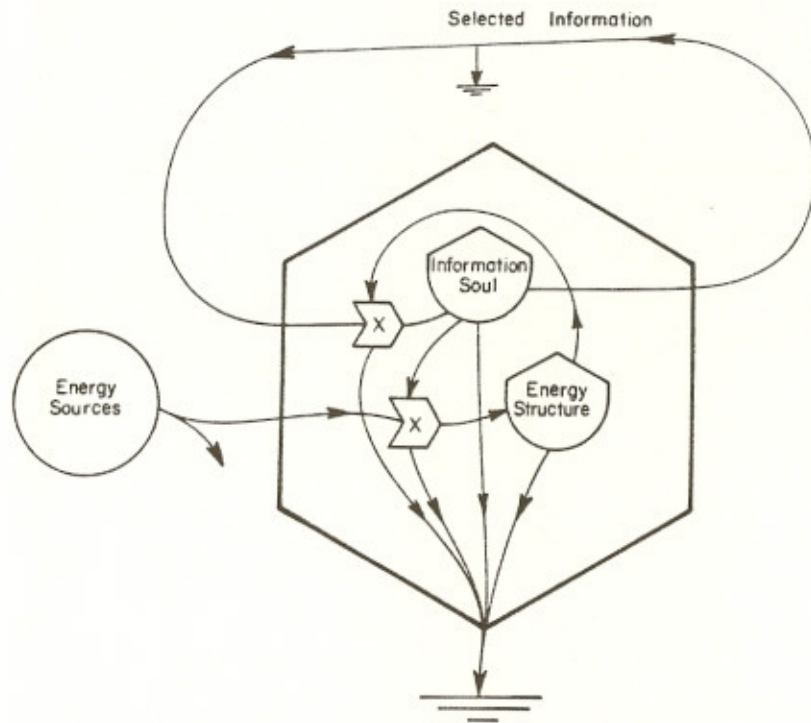 Selected Information
Information
Soul
X
Energy
Sources
Energy
Structure
X